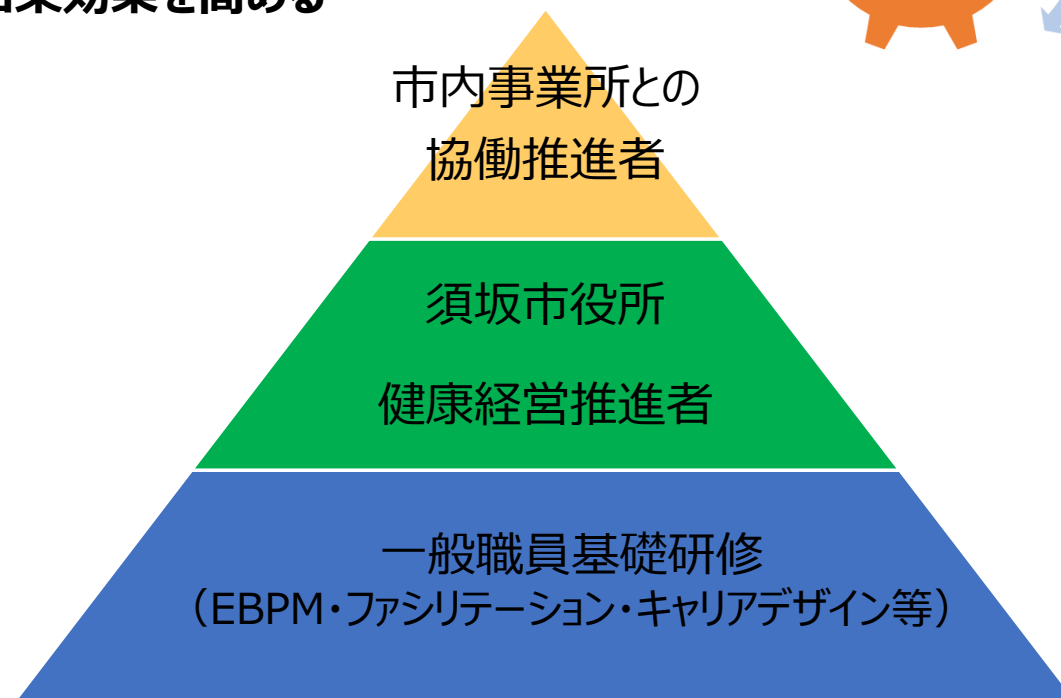 市内事業所との
協働推進者
須坂市役所
健康経営推進者
一般職員基礎研修
（EBPM・ファシリテーション・キャリアデザイン等）